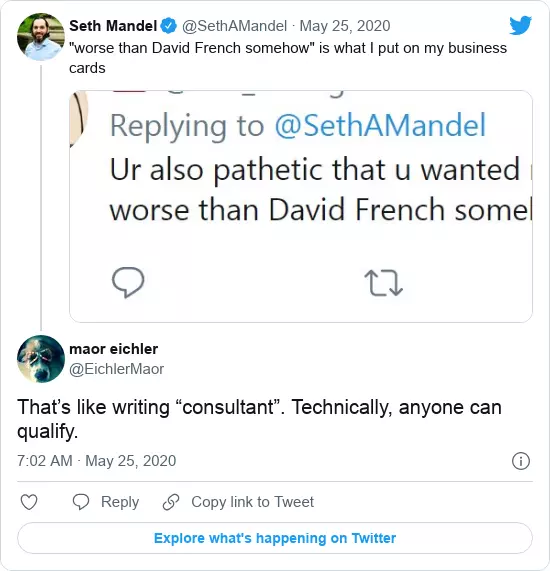 Seth Mandel @SethAMandel · May 25, 2020
"worse than David French somehow" is what I put on my business
cards
Replying to @SethAMandel
Ur also pathetic that u wanted
worse than David French
maor eichler
@EichlerMaor
That’s like writing “consultant”. Technically, anyone can
qualify.
7:02 AM · May 25, 2020
Reply
Copy link to Tweet
Explore what's happening on Twitter